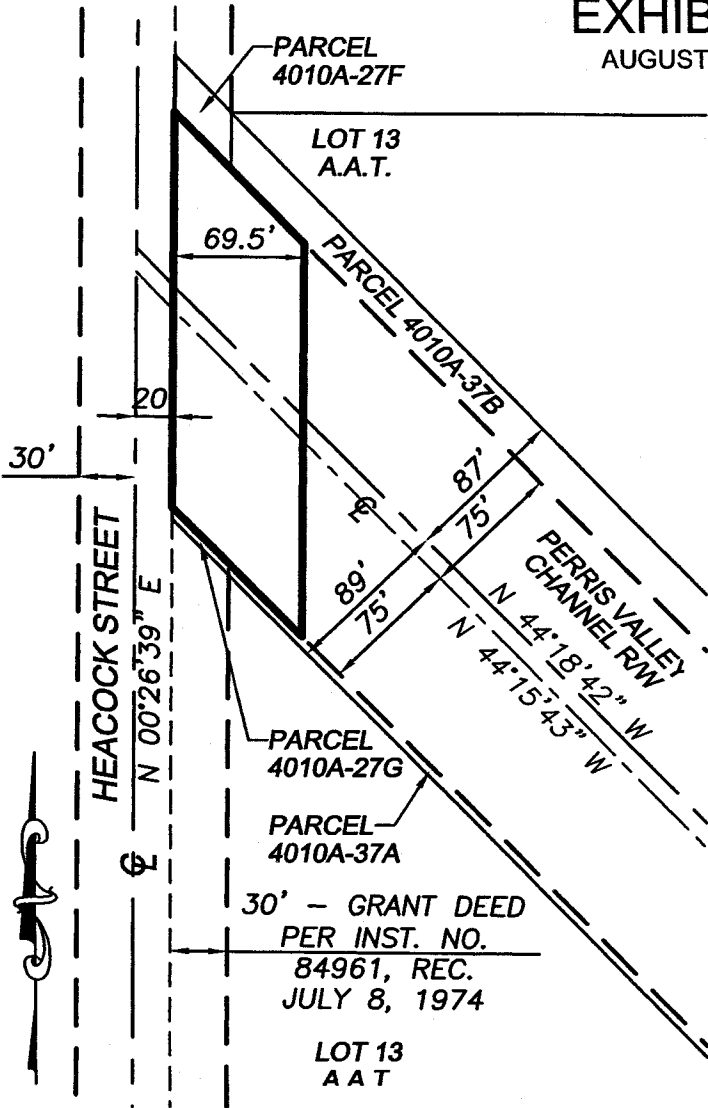 EXHIB
AUGUST
PARCEL
4010A-27F
LOT 13
A.A.T.
69.5'
PARCEL 4010A-37B
20
30'
87'
75'
89'
75'
℄
PERRIS VALLEY
CHANNEL R/W
N 44°18'42" W
N 44°15'43" W
HEACOCK STREET
N 00°26'39" E
℄
PARCEL
4010A-27G
PARCEL
4010A-37A
30' - GRANT DEED
PER INST. NO.
84961, REC.
JULY 8, 1974
LOT 13
A A T